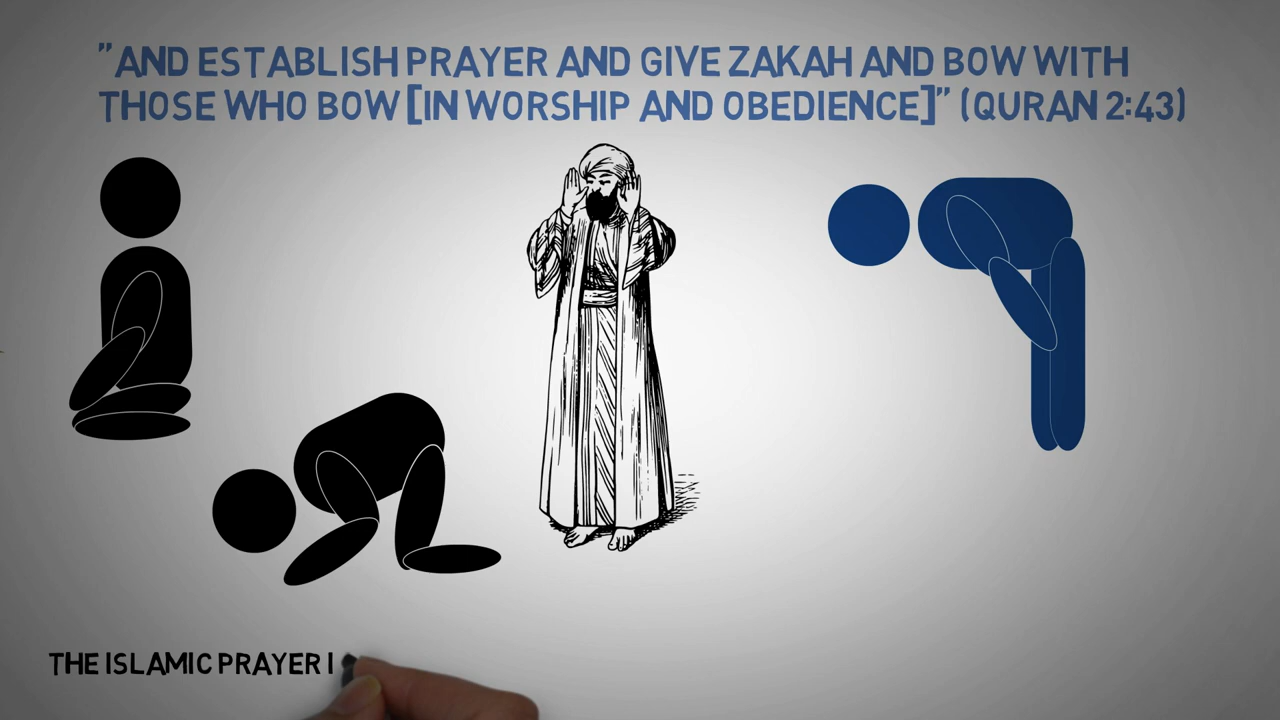 "AND ESTABLISH PRAYER AND GIVE ZAKAH AND BOW WITH
THOSE WHO BOW [IN WORSHIP AND OBEDIENCE]" (QURAN 2:43)
THE ISLAMIC PRAYER I